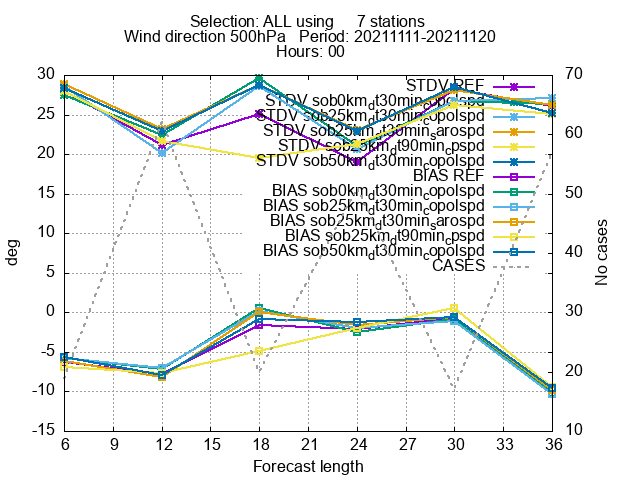 Selection: ALL using 7 stations
Wind direction 500hPa Period: 20211111-20211120
Hours: 00
30
25
20
15
10
5
0
-5
-10
-15
deg
70
60
50
40
30
20
10
No cases
STDV REF
STDV sob0km_dt30min_copolspd
STDV sob25km_dt30min_copolspd
STDV sob25km_dt30min_sarospd
STDV sob25km_dt90min_cpspd
STDV sob50km_dt30min_copolspd
BIAS REF
BIAS sob0km_dt30min_copolspd
BIAS sob25km_dt30min_copolspd
BIAS sob25km_dt30min_sarospd
BIAS sob25km_dt90min_cpspd
BIAS sob50km_dt30min_copolspd
CASES
6 9 12 15 18 21 24 27 30 33 36
Forecast length